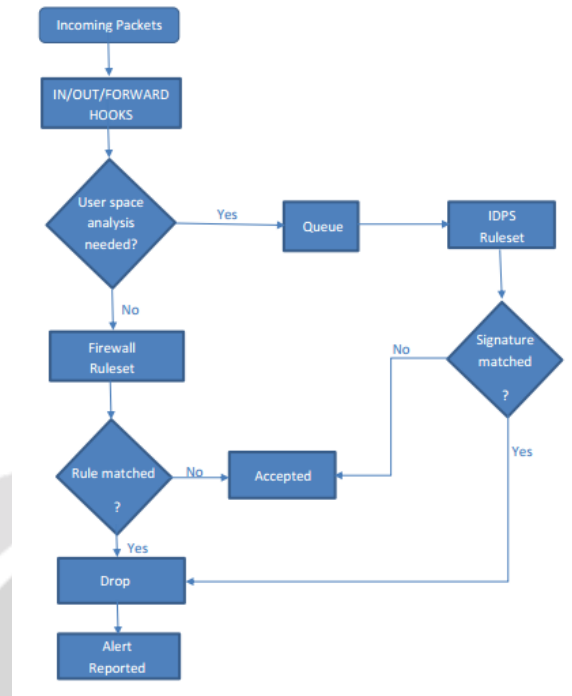 Incoming Packets
IN/OUT/FORWARD
HOOKS
User space
analysis
needed?
Yes
Queue
IDPS
Ruleset
No
Firewall
Ruleset
Signature
matched
?
No
Yes
Rule matched
?
No
Accepted
Yes
Drop
Alert
Reported